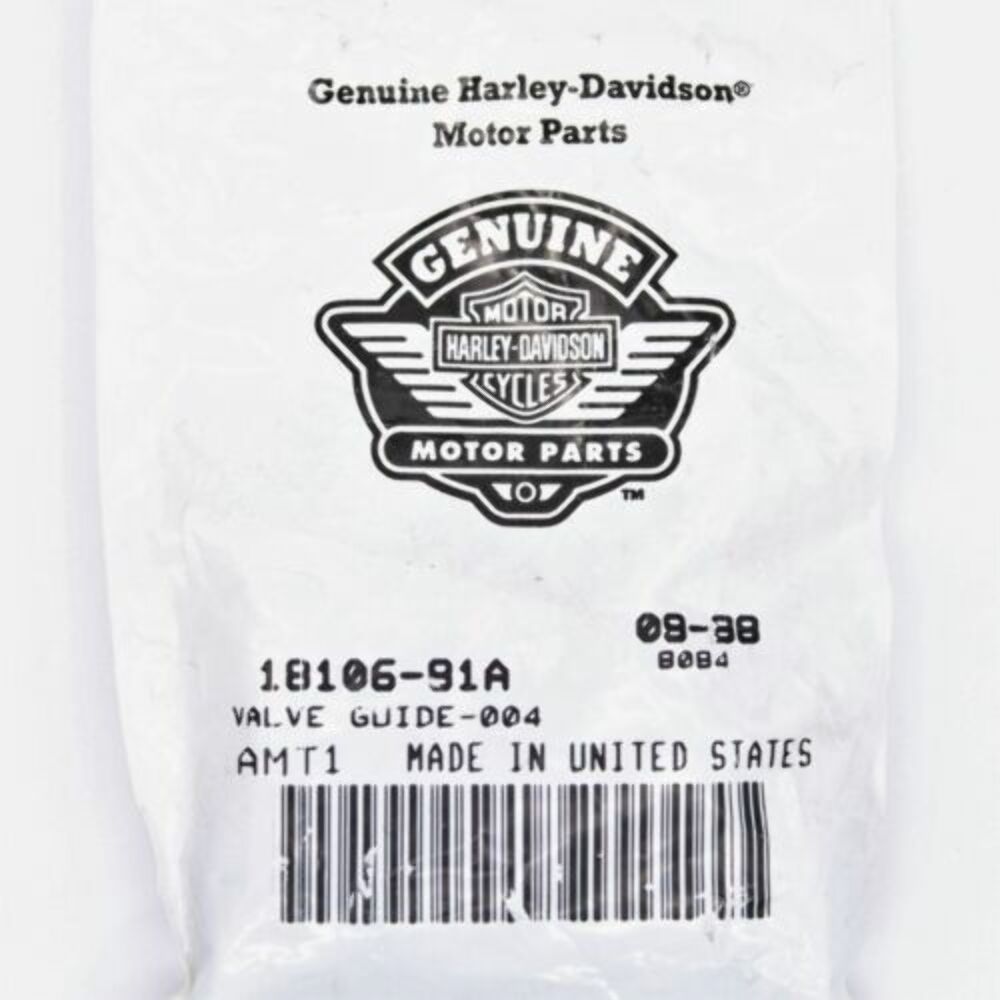 Genuine Harley-Davidson®
Motor Parts
GENUINE
MOTOR
HARLEY-DAVIDSON
CYCLES
MOTOR PARTS
TM
09-38
8084
18106-91A
VALVE GUIDE-004
AMT1 MADE IN UNITED STATES